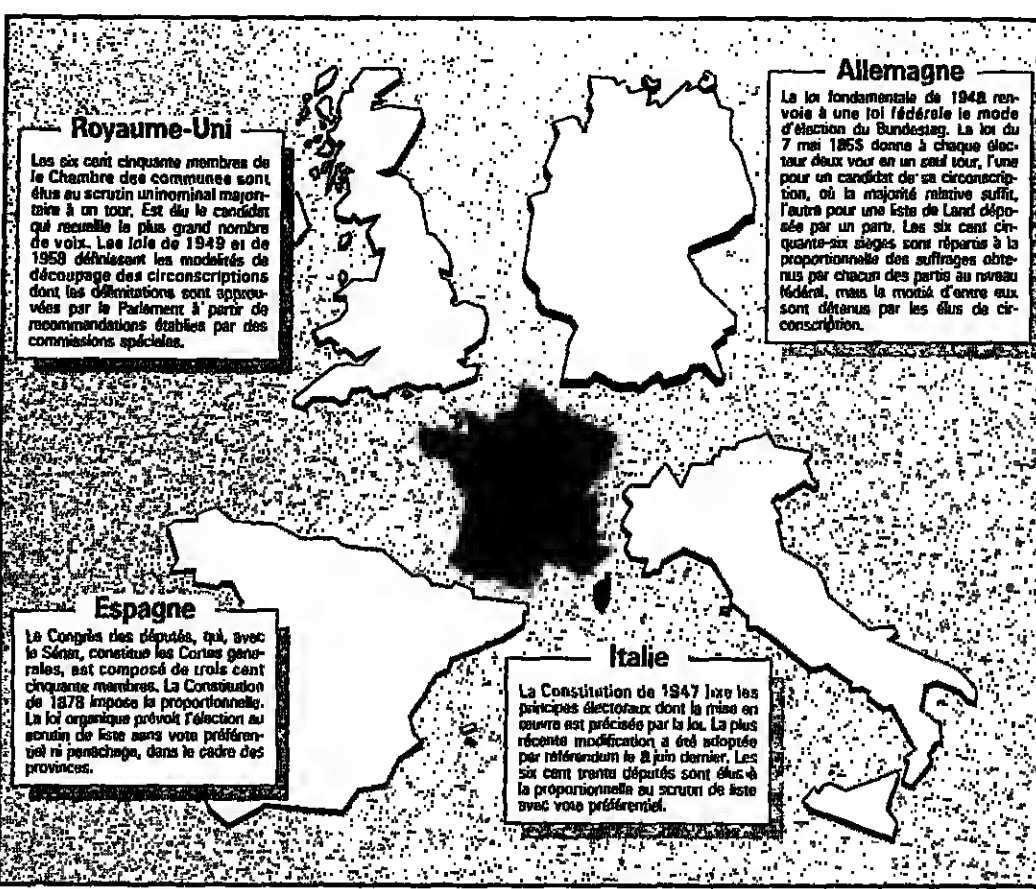 Royaume-Uni
Les six cent cinquante membres de
le Chambre des communes sont
élus au scrutin uninominal majori-
taire à un tour. Est élu le candidat
qui recueille le plus grand nombre
de voix. Les lois de 1949 et de
1958 définissent les modalités de
découpage des circonscriptions
dont les délimitations sont approu-
vées par le Parlement à partir de
recommandations établies par des
commissions spéciales.
Allemagne
La loi fondamentale de 1948 ren-
voie à une loi fédérale le mode
d'élection du Bundestag. La loi du
7 mai 1956 donne à chaque élec-
teur deux voix en un seul tour, l'une
pour un candidat de sa circonscrip-
tion, où la majorité relative suffit,
l'autre pour une liste de Land dépo-
sée par un parti. Les six cent cin-
quante-six sièges sont répartis à la
proportionnelle des suffrages obte-
nus par chacun des partis au niveau
fédéral, mais la moitié d'entre eux
sont détenus par les élus de cir-
conscription.
Espagne
Le Congrès des députés, qui, avec
le Sénat, constitue les Cortes géné-
rales, est composé de trois cent
cinquante membres. La Constitution
de 1978 impose la proportionnelle.
La loi organique prévoit l'élection au
scrutin de liste sans vote préféren-
tiel ni panachage, dans le cadre des
provinces.
Italie
La Constitution de 1947 fixe les
principes électoraux dont la mise en
œuvre est précisée par la loi. La plus
récente modification a été adoptée
par référendum le 8 juin dernier. Les
six cent trente députés sont élus à
la proportionnelle au scrutin de liste
avec vote préférentiel.